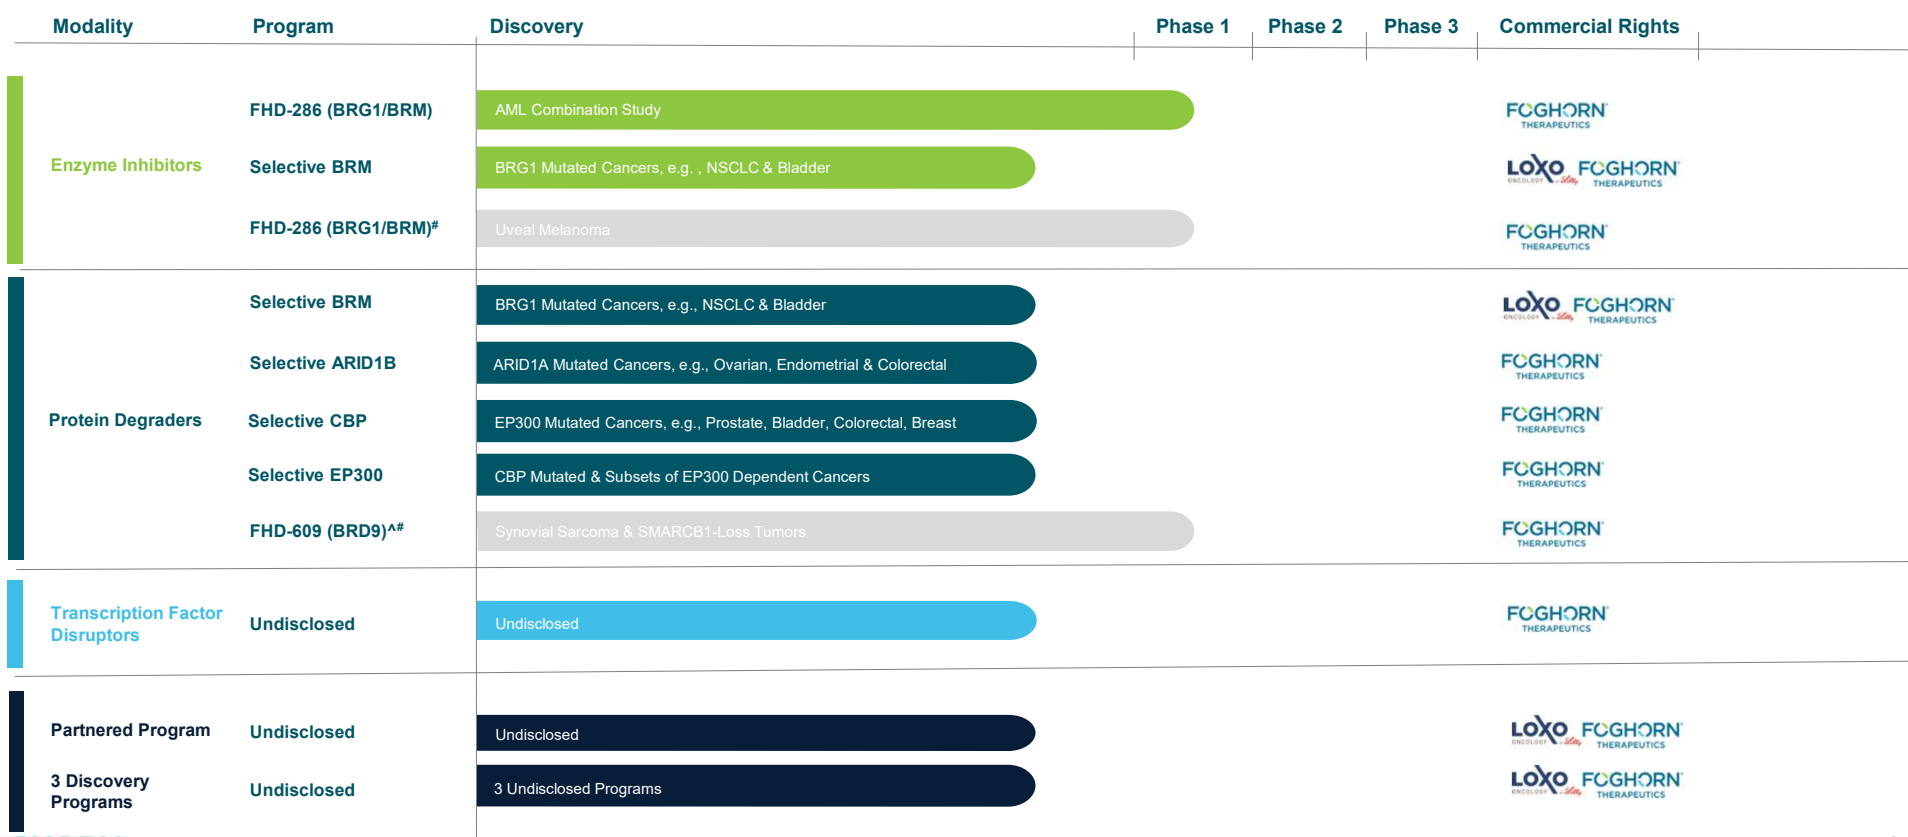 Modality Program Discovery Phase 1 Phase 2 Phase 3 Commercial Rights
FHD-286 (BRG1/BRM) AML Combination Study FOGHORN
THERAPEUTICS
Enzyme Inhibitors Selective BRM BRG1 Mutated Cancers, e.g. , NSCLC & Bladder LOXO FOGHORN
ONCOLOGY Lilly THERAPEUTICS
FHD-286 (BRG1/BRM)# Uveal Melanoma FOGHORN
THERAPEUTICS
Selective BRM BRG1 Mutated Cancers, e.g., NSCLC & Bladder LOXO FOGHORN
ONCOLOGY Lilly THERAPEUTICS
Selective ARID1B ARID1A Mutated Cancers, e.g., Ovarian, Endometrial & Colorectal FOGHORN
THERAPEUTICS
Protein Degraders Selective CBP EP300 Mutated Cancers, e.g., Prostate, Bladder, Colorectal, Breast FOGHORN
THERAPEUTICS
Selective EP300 CBP Mutated & Subsets of EP300 Dependent Cancers FOGHORN
THERAPEUTICS
FHD-609 (BRD9)^# Synovial Sarcoma & SMARCB1-Loss Tumors FOGHORN
THERAPEUTICS
Transcription Factor
Disruptors Undisclosed Undisclosed FOGHORN
THERAPEUTICS
Partnered Program Undisclosed Undisclosed LOXO FOGHORN
ONCOLOGY Lilly THERAPEUTICS
3 Discovery
Programs Undisclosed 3 Undisclosed Programs LOXO FOGHORN
ONCOLOGY Lilly THERAPEUTICS